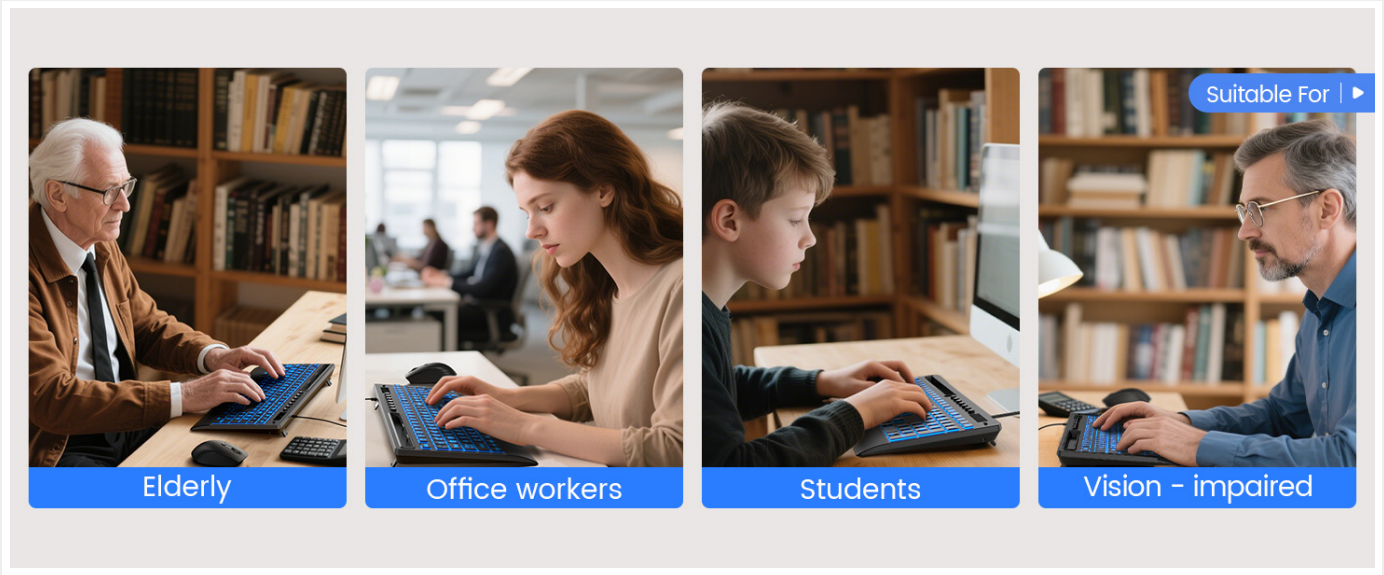 Suitable For
Elderly
Office workers
Students
Vision - impaired